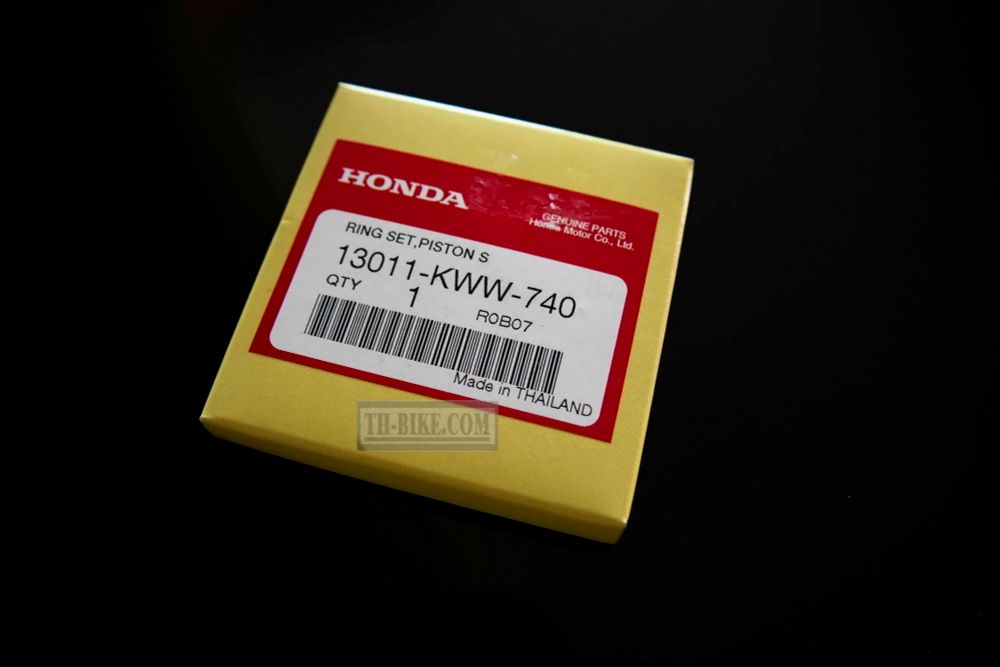 HONDA
GENUINE PARTS
Honda Motor Co., Ltd.
RING SET,PISTON S
13011-KWW-740
QTY 1 R0B07
Made in THAILAND
TH-BIKE.COM